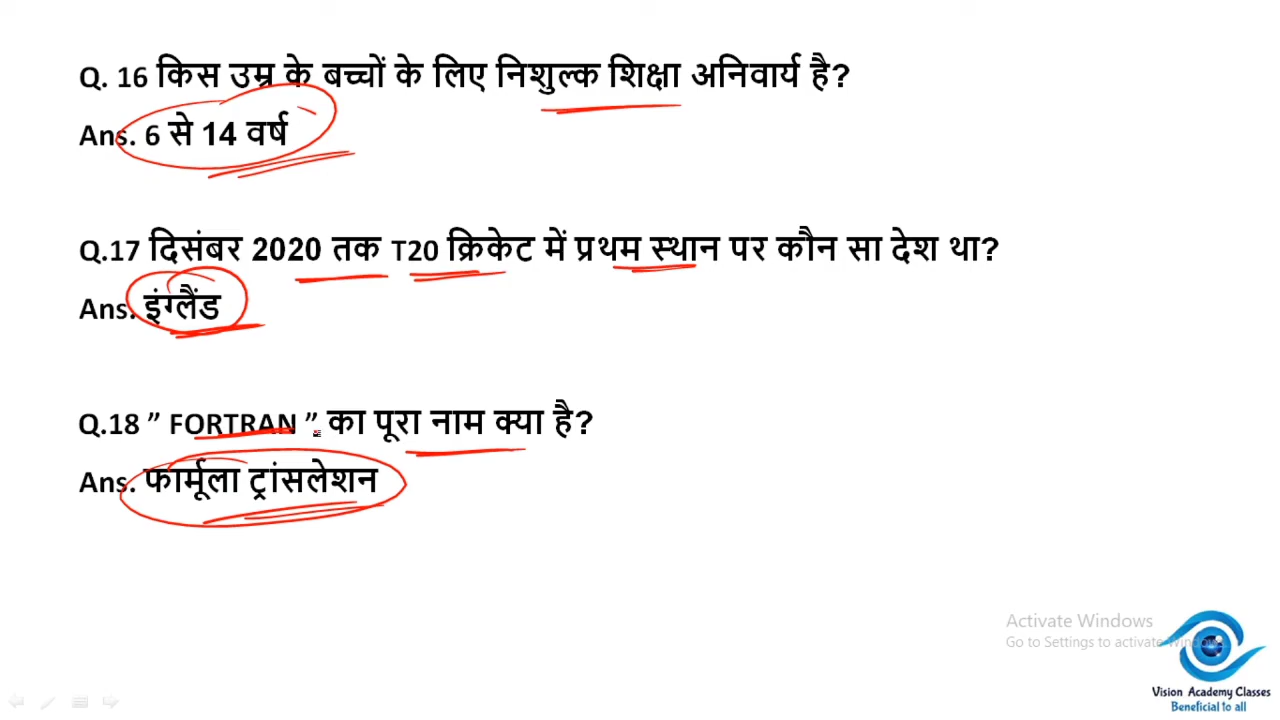 Q. 16 किस उम्र के बच्चों के लिए निशुल्क शिक्षा अनिवार्य है?
Ans. 6 से 14 वर्ष
Q.17 दिसंबर 2020 तक T20 क्रिकेट में प्रथम स्थान पर कौन सा देश था?
Ans. इंग्लैंड
Q.18 ” FORTRAN ” का पूरा नाम क्या है?
Ans. फार्मूला ट्रांसलेशन
Activate Windows
Go to Settings to activate Windows.
Vision Academy Classes
Beneficial to all